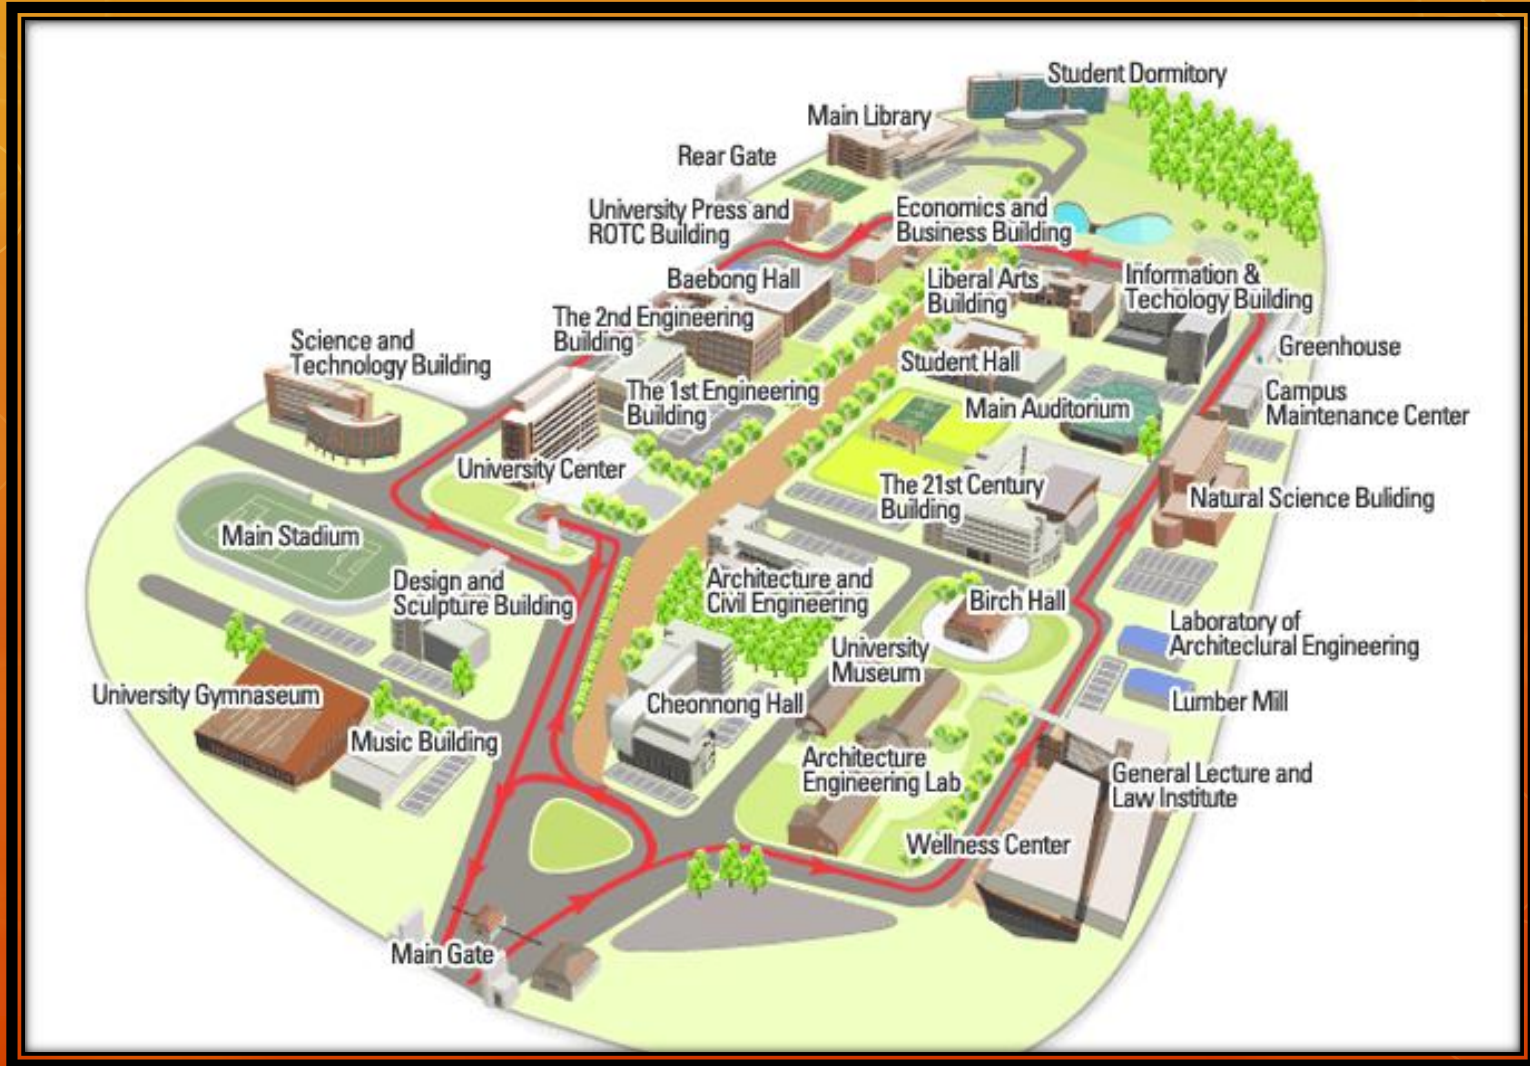 Student Dormitory
Main Library
Rear Gate
University Press and
ROTC Building
Economics and
Business Building
Baebong Hall
Liberal Arts
Building
Information &
Techology Building
The 2nd Engineering
Building
Science and
Technology Building
Student Hall
Greenhouse
The 1st Engineering
Building
Main Auditorium
Campus
Maintenance Center
University Center
The 21st Century
Building
Natural Science Buliding
Main Stadium
Design and
Sculpture Building
Architecture and
Civil Engineering
Birch Hall
Laboratory of
Architeclural Engineering
University
Museum
University Gymnaseum
Cheonnong Hall
Lumber Mill
Music Building
Architecture
Engineering Lab
General Lecture and
Law Institute
Wellness Center
Main Gate